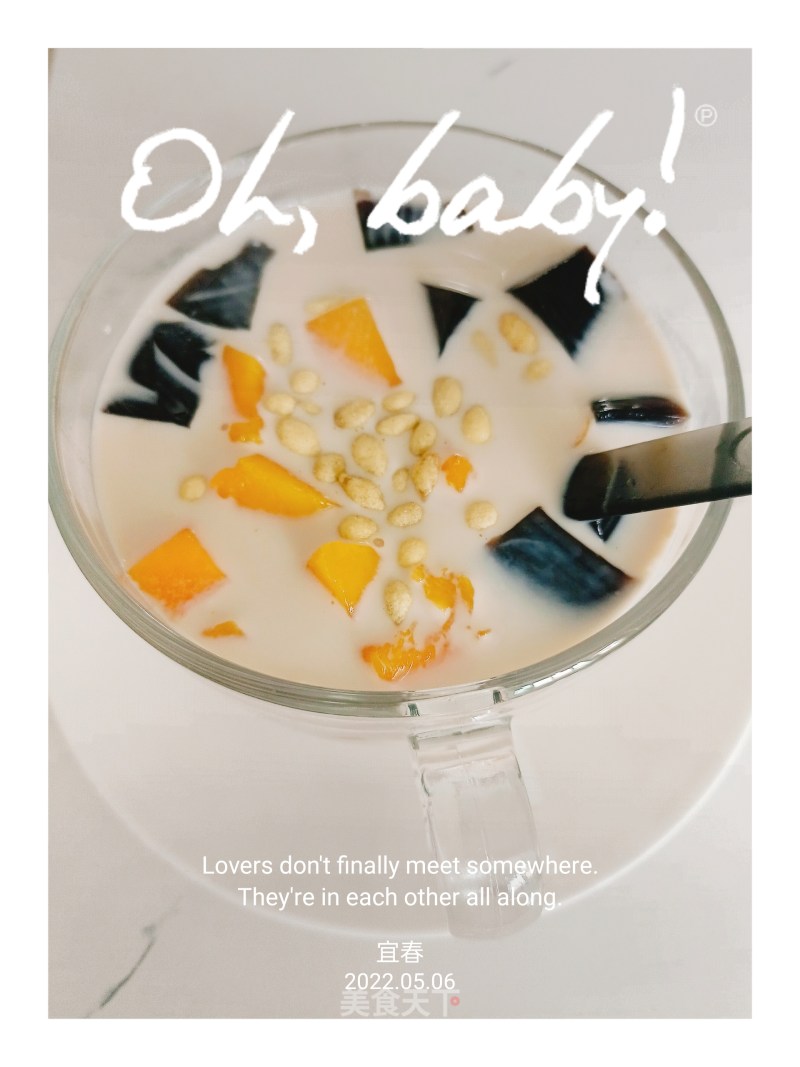 Oh, baby!
℗
Lovers don't finally meet somewhere.
They're in each other all along.
宜春
2022.05.06
美食天下